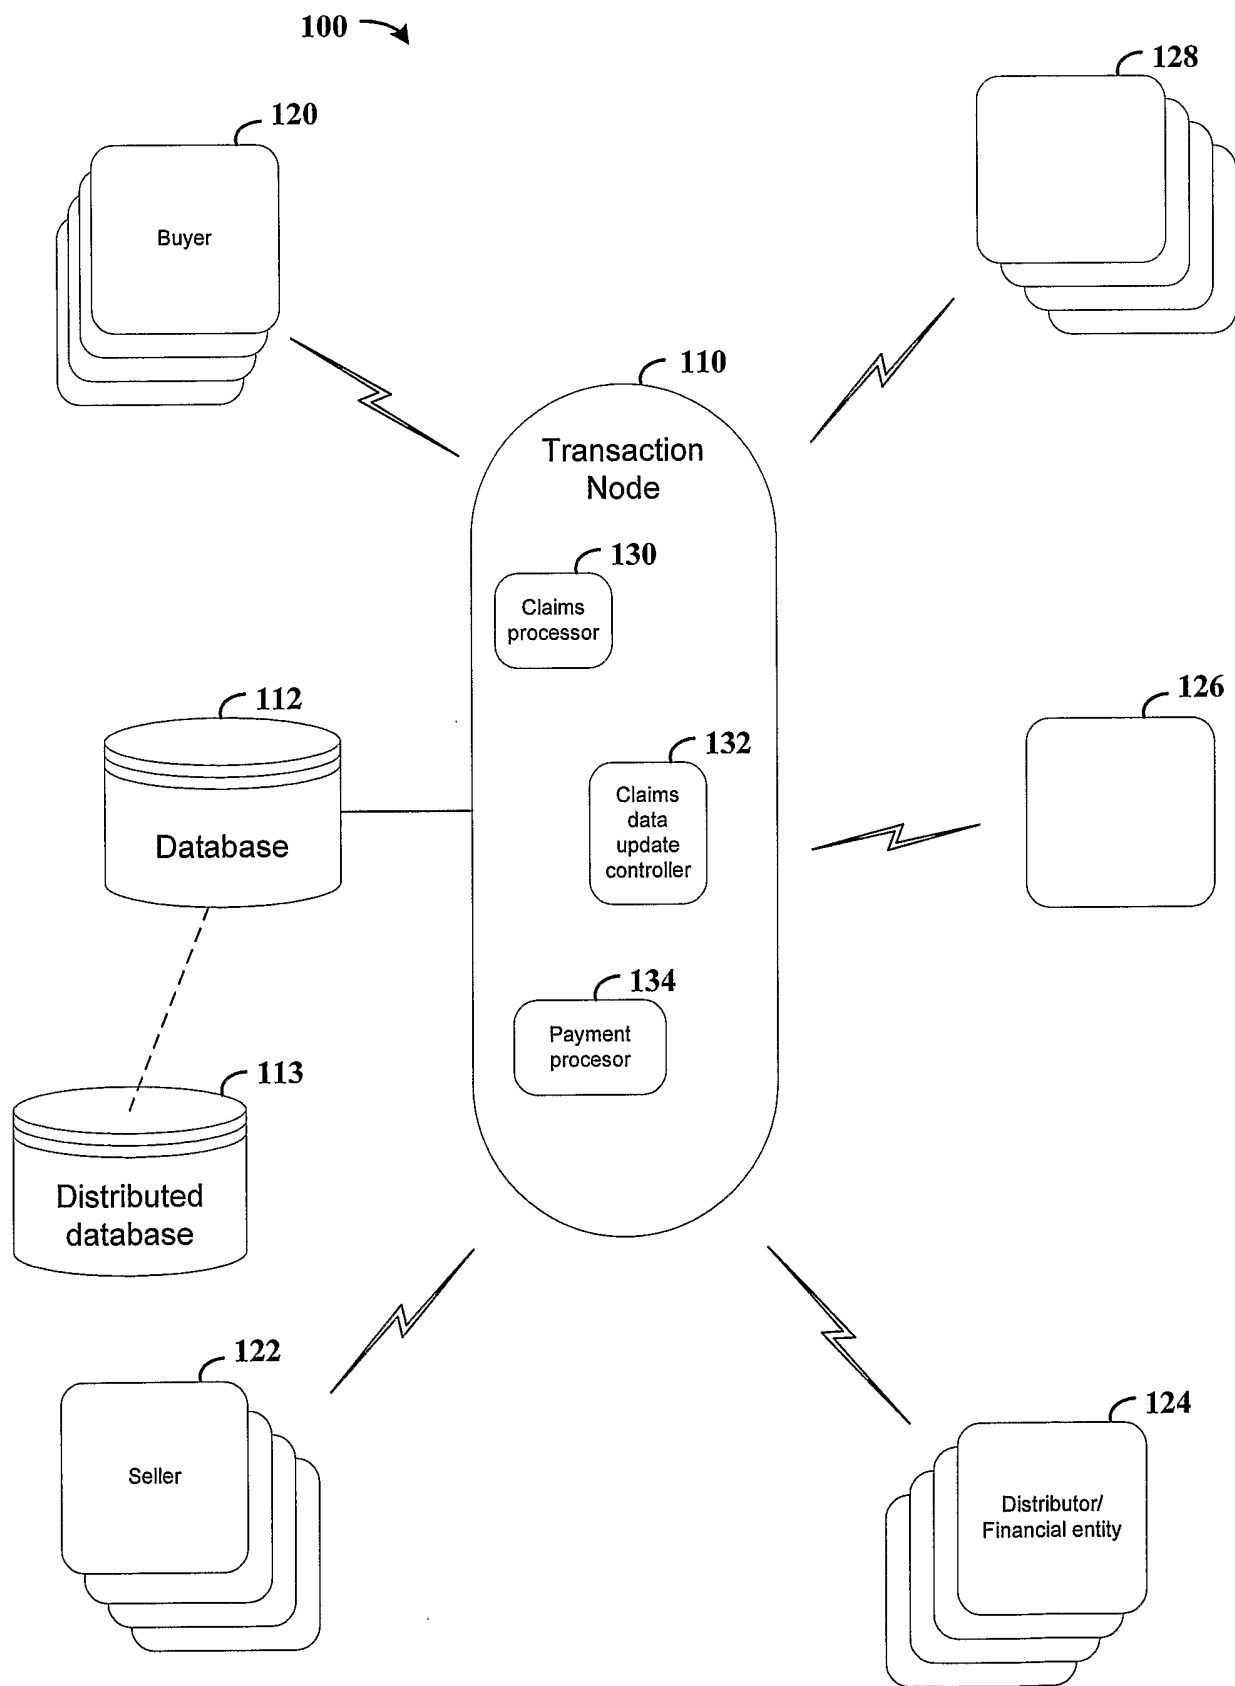 100
128
120
Buyer
110
Transaction
Node
130
Claims
processor
112
126
132
Claims
data
update
controller
Database
134
Payment
procesor
113
Distributed
database
122
124
Seller
Distributor/
Financial entity